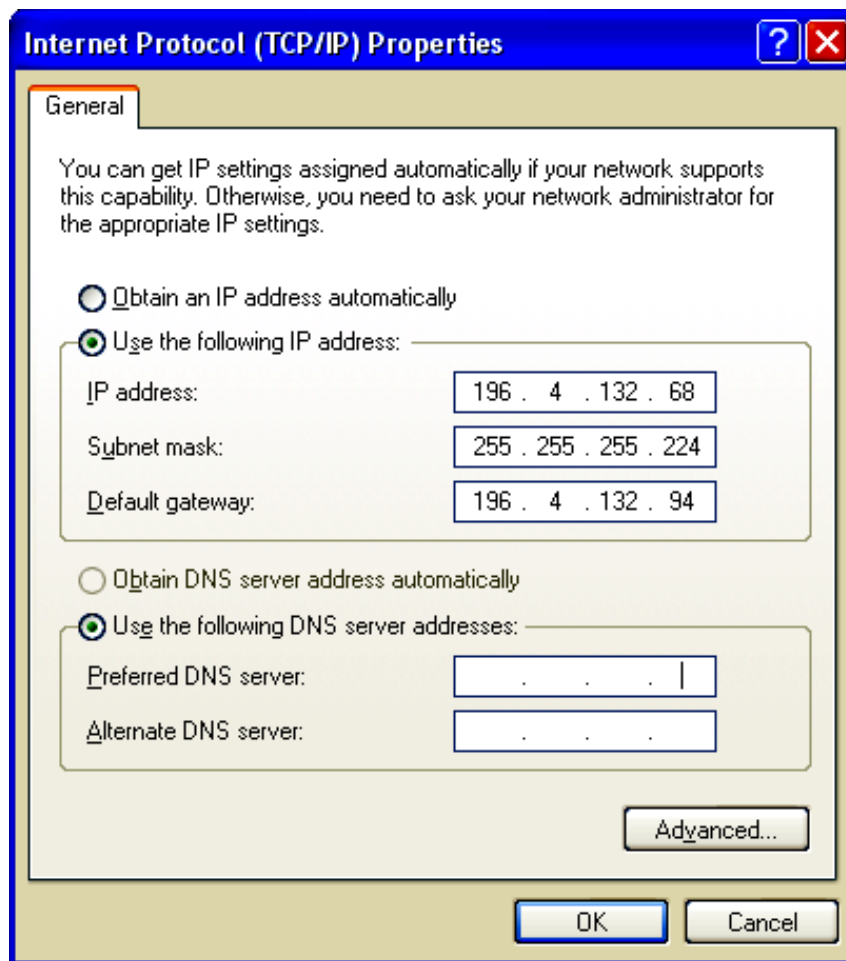 Internet Protocol (TCP/IP) Properties
General
You can get IP settings assigned automatically if your network supports
this capability. Otherwise, you need to ask your network administrator for
the appropriate IP settings.
Obtain an IP address automatically
Use the following IP address:
IP address: 196 . 4 . 132 . 68
Subnet mask: 255 . 255 . 255 . 224
Default gateway: 196 . 4 . 132 . 94
Obtain DNS server address automatically
Use the following DNS server addresses:
Preferred DNS server: . . .
Alternate DNS server: . . .
Advanced...
OK Cancel